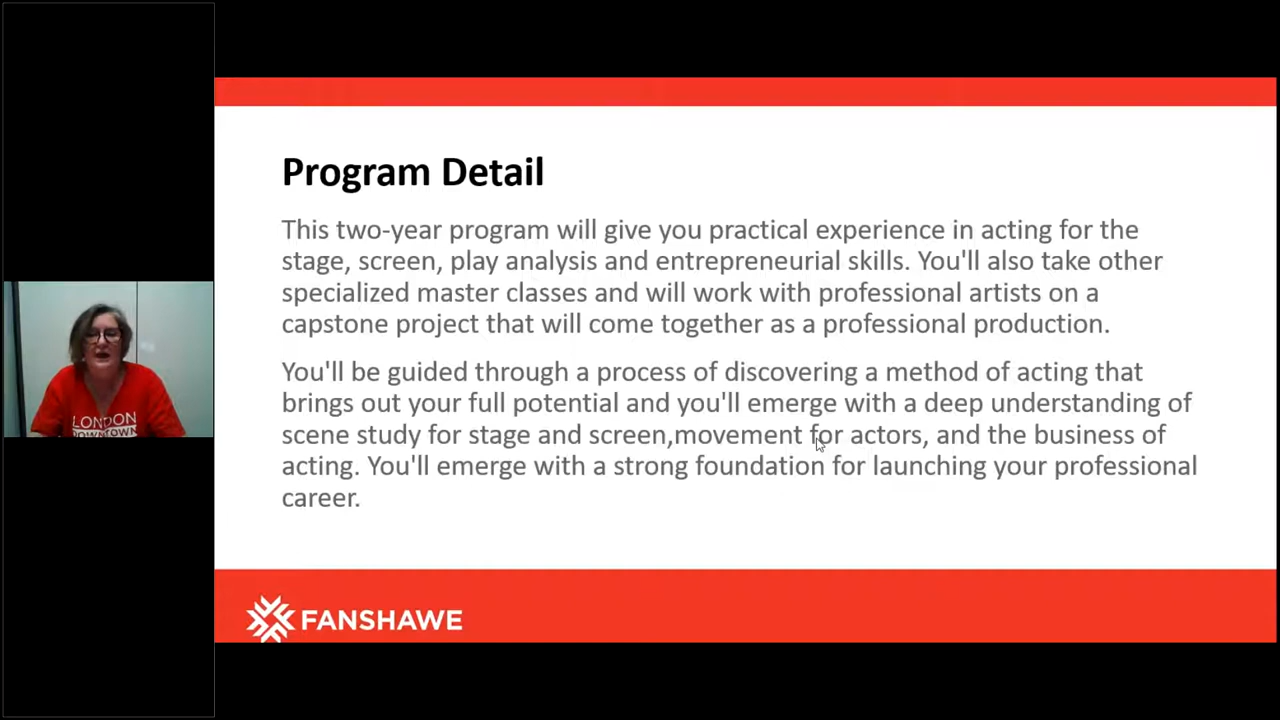 Program Detail
This two-year program will give you practical experience in acting for the
stage, screen, play analysis and entrepreneurial skills. You'll also take other
specialized master classes and will work with professional artists on a
capstone project that will come together as a professional production.
You'll be guided through a process of discovering a method of acting that
brings out your full potential and you'll emerge with a deep understanding of
scene study for stage and screen,movement for actors, and the business of
acting. You'll emerge with a strong foundation for launching your professional
career.
LONDON
DOWNTOWN
FANSHAWE